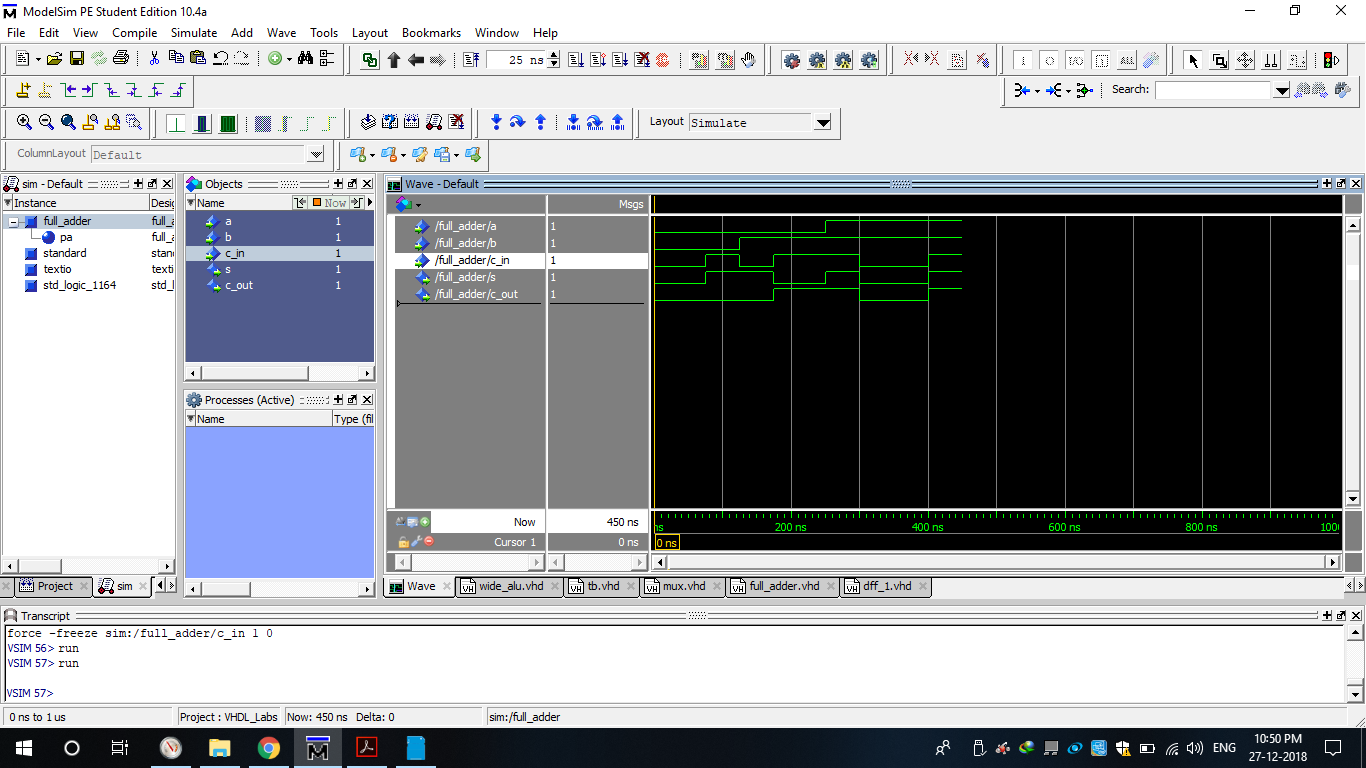 ModelSim PE Student Edition 10.4a
File Edit View Compile Simulate Add Wave Tools Layout Bookmarks Window Help
25 ns
ALL
Search:
Layout Simulate
ColumnLayout Default
sim - Default
Instance Desig
full_adder full_a
pa full_a
standard stan
textio textio
std_logic_1164 std_l
Objects
Name Now
a 1
b 1
c_in 1
s 1
c_out 1
Processes (Active)
Name Type (fil
Wave - Default
Msgs
/full_adder/a 1
/full_adder/b 1
/full_adder/c_in 1
/full_adder/s 1
/full_adder/c_out 1
Now 450 ns
Cursor 1 0 ns
ns 200 ns 400 ns 600 ns 800 ns 1000
0 ns
Project sim
Wave wide_alu.vhd tb.vhd mux.vhd full_adder.vhd dff_1.vhd
Transcript
force -freeze sim:/full_adder/c_in 1 0
VSIM 56> run
VSIM 57> run
VSIM 57>
0 ns to 1 us Project : VHDL_Labs Now: 450 ns Delta: 0 sim:/full_adder
ENG 10:50 PM
27-12-2018